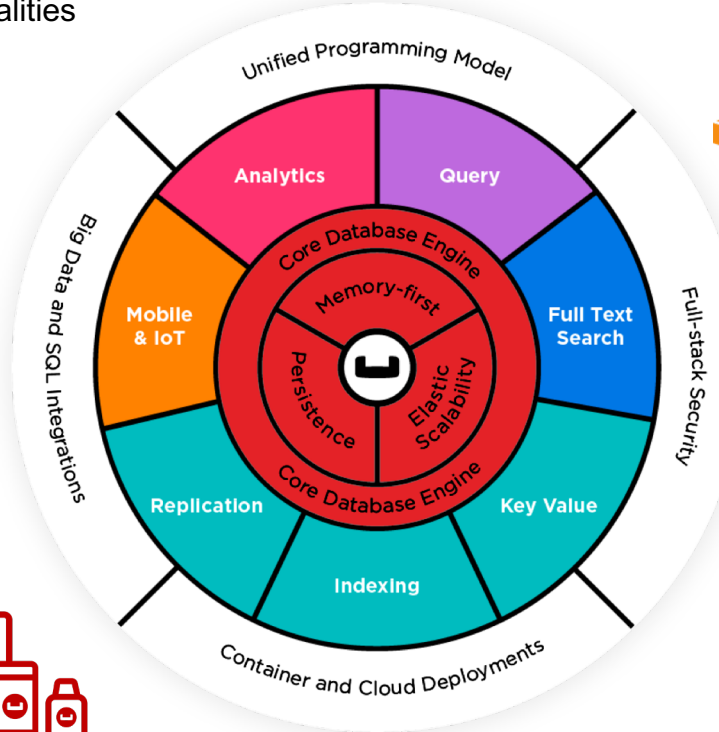 alities
Unified Programming Model
Analytics
Query
Core Database Engine
Memory-first
Big Data and SQL Integrations
Mobile
& IoT
Full Text
Search
Full-stack Security
Persistence
Elastic
Scalability
Core Database Engine
Replication
Key Value
Indexing
Container and Cloud Deployments